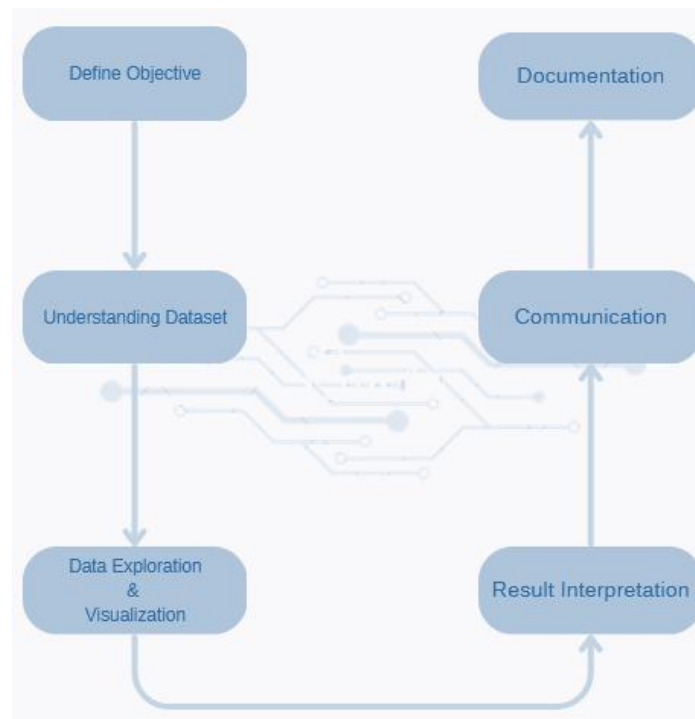 Define Objective
Documentation
Understanding Dataset
Communication
Data Exploration
&
Visualization
Result Interpretation